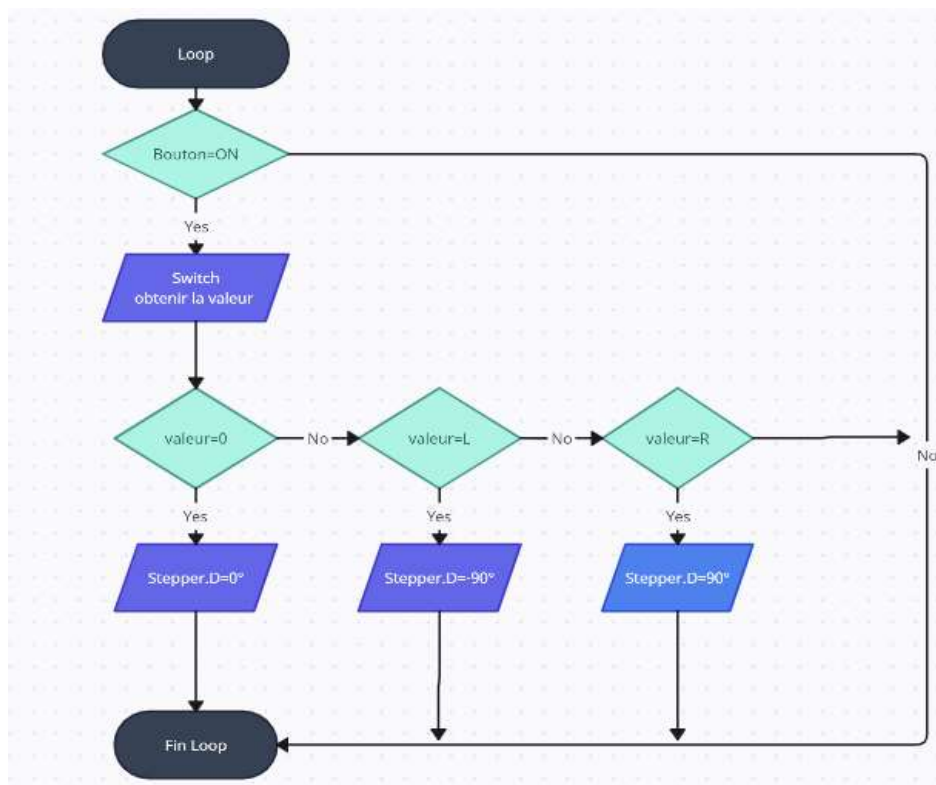 Loop
Bouton=ON
Yes
Switch
obtenir la valeur
valeur=0
No
valeur=L
No
valeur=R
No
Yes
Yes
Yes
Stepper.D=0°
Stepper.D=-90°
Stepper.D=90°
Fin Loop